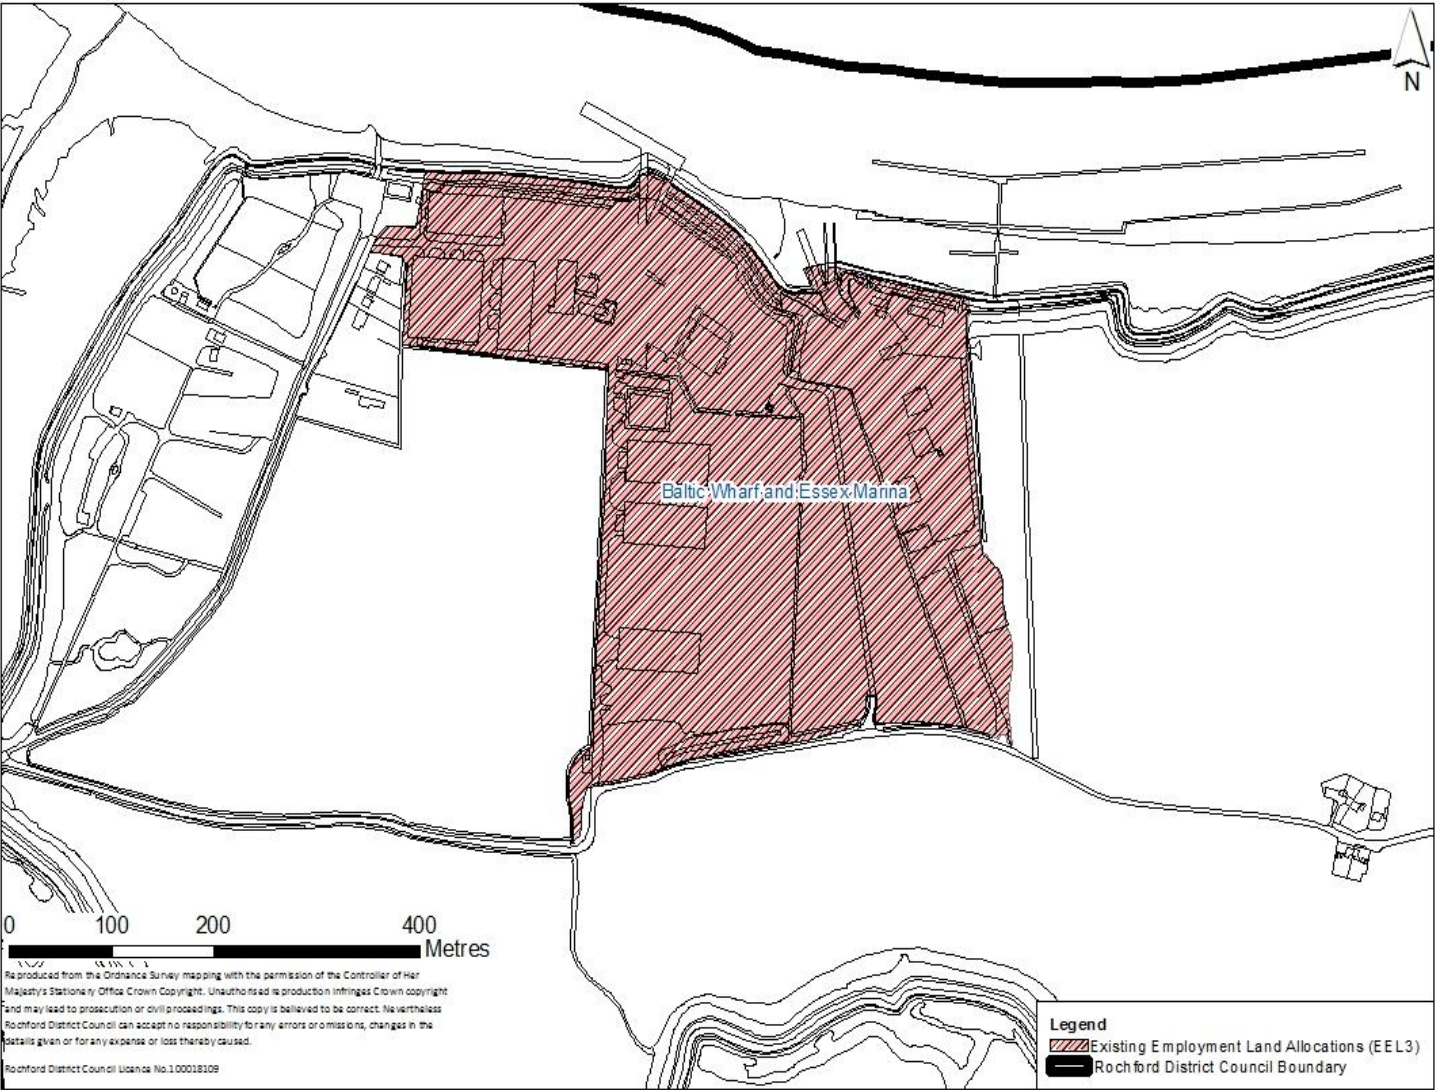 N
Baltic Wharf and Essex Marina
0 100 200 400
Metres
Reproduced from the Ordnance Survey mapping with the permission of the Controller of Her
Majesty's Stationery Office Crown Copyright. Unauthorised reproduction infringes Crown copyright
and may lead to prosecution or civil proceedings. This copy is believed to be correct. Nevertheless
Rochford District Council can accept no responsibility for any errors or omissions, changes in the
details given or for any expense or loss thereby caused.
Rochford District Council Licence No.100018109
Legend
Existing Employment Land Allocations (EEL3)
Rochford District Council Boundary